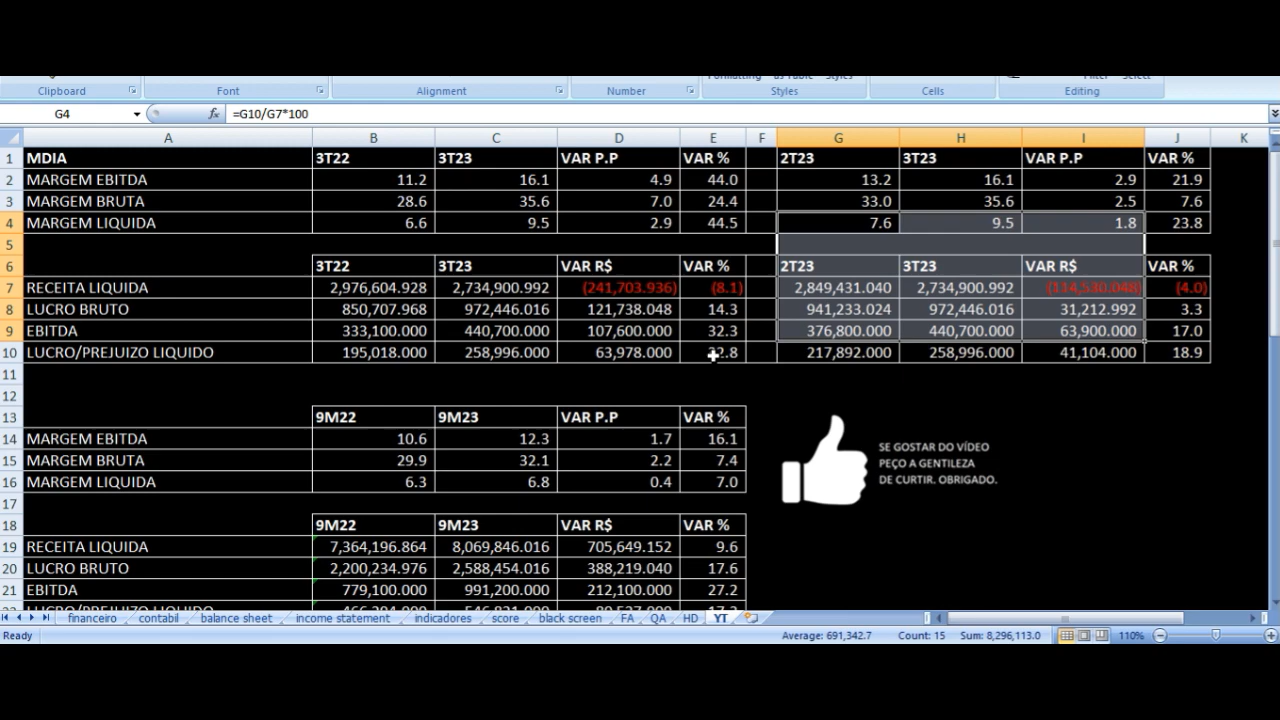 Clipboard Font Alignment Number Styles Cells Editing
G4 fx =G10/G7*100
A B C D E F G H I J K
1 MDIA 3T22 3T23 VAR P.P VAR % 2T23 3T23 VAR P.P VAR %
2 MARGEM EBITDA 11.2 16.1 4.9 44.0 13.2 16.1 2.9 21.9
3 MARGEM BRUTA 28.6 35.6 7.0 24.4 33.0 35.6 2.5 7.6
4 MARGEM LIQUIDA 6.6 9.5 2.9 44.5 7.6 9.5 1.8 23.8
5
6 3T22 3T23 VAR R$ VAR % 2T23 3T23 VAR R$ VAR %
7 RECEITA LIQUIDA 2,976,604.928 2,734,900.992 (241,703.936) (8.1) 2,849,431.040 2,734,900.992 (114,530.048) (4.0)
8 LUCRO BRUTO 850,707.968 972,446.016 121,738.048 14.3 941,233.024 972,446.016 31,212.992 3.3
9 EBITDA 333,100.000 440,700.000 107,600.000 32.3 376,800.000 440,700.000 63,900.000 17.0
10 LUCRO/PREJUIZO LIQUIDO 195,018.000 258,996.000 63,978.000 217,892.000 258,996.000 41,104.000 18.9
11
12
13 9M22 9M23 VAR P.P VAR %
14 MARGEM EBITDA 10.6 12.3 1.7 16.1
15 MARGEM BRUTA 29.9 32.1 2.2 7.4
16 MARGEM LIQUIDA 6.3 6.8 0.4 7.0
SE GOSTAR DO VÍDEO
PEÇO A GENTILEZA
DE CURTIR. OBRIGADO.
17
18 9M22 9M23 VAR R$ VAR %
19 RECEITA LIQUIDA 7,364,196.864 8,069,846.016 705,649.152 9.6
20 LUCRO BRUTO 2,200,234.976 2,588,454.016 388,219.040 17.6
21 EBITDA 779,100.000 991,200.000 212,100.000 27.2
financeiro contabil balance sheet income statement indicadores score black screen FA QA HD YT
Ready Average: 691,342.7 Count: 15 Sum: 8,296,113.0 110%